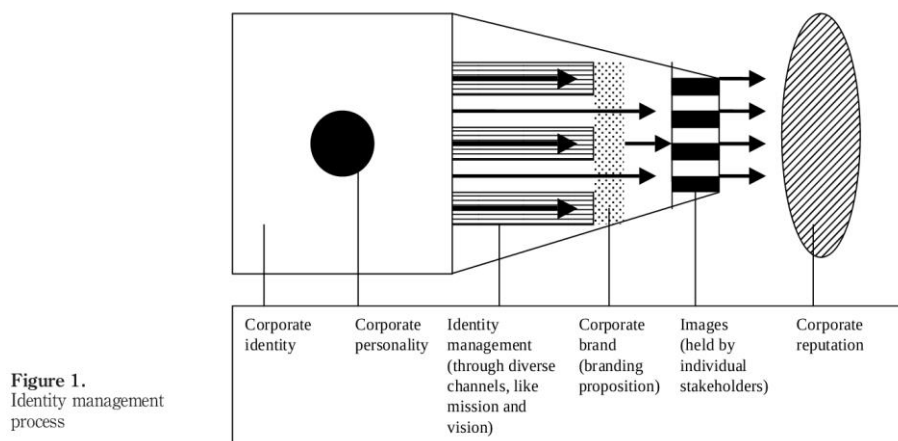 Corporate
identity
Corporate
personality
Identity
management
(through diverse
channels, like
mission and
vision)
Corporate
brand
(branding
proposition)
Images
(held by
individual
stakeholders)
Corporate
reputation
Figure 1.
Identity management
process